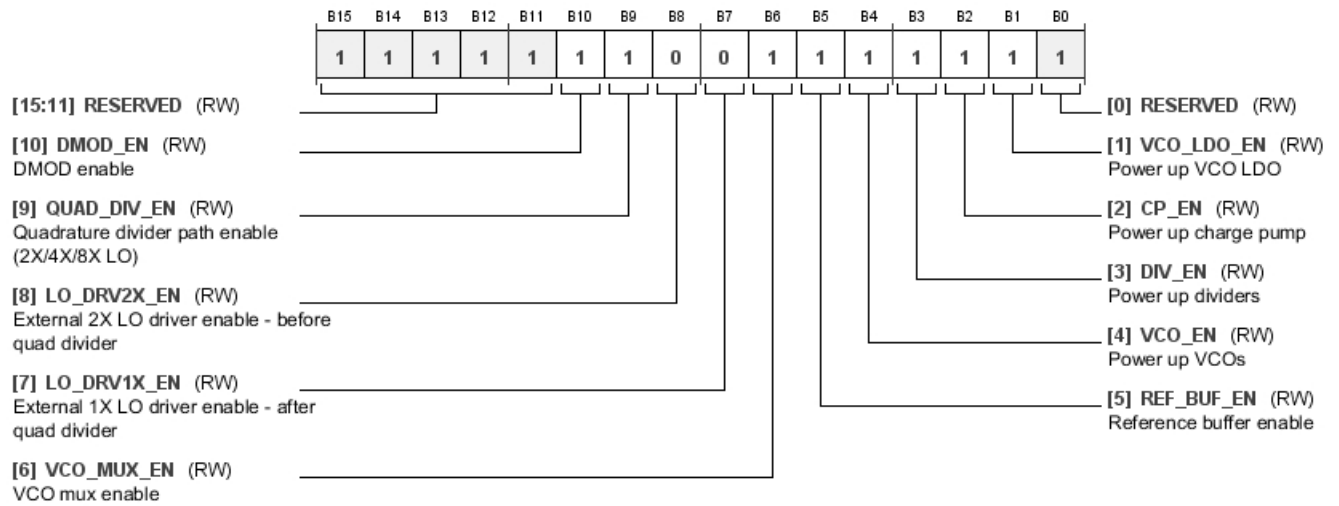 B15 B14 B13 B12 B11 B10 B9 B8 B7 B6 B5 B4 B3 B2 B1 B0
1 1 1 1 1 1 1 0 0 1 1 1 1 1 1 1
[15:11] RESERVED (RW)
[10] DMOD_EN (RW)
DMOD enable
[9] QUAD_DIV_EN (RW)
Quadrature divider path enable
(2X/4X/8X LO)
[8] LO_DRV2X_EN (RW)
External 2X LO driver enable - before
quad divider
[7] LO_DRV1X_EN (RW)
External 1X LO driver enable - after
quad divider
[6] VCO_MUX_EN (RW)
VCO mux enable
[0] RESERVED (RW)
[1] VCO_LDO_EN (RW)
Power up VCO LDO
[2] CP_EN (RW)
Power up charge pump
[3] DIV_EN (RW)
Power up dividers
[4] VCO_EN (RW)
Power up VCOs
[5] REF_BUF_EN (RW)
Reference buffer enable